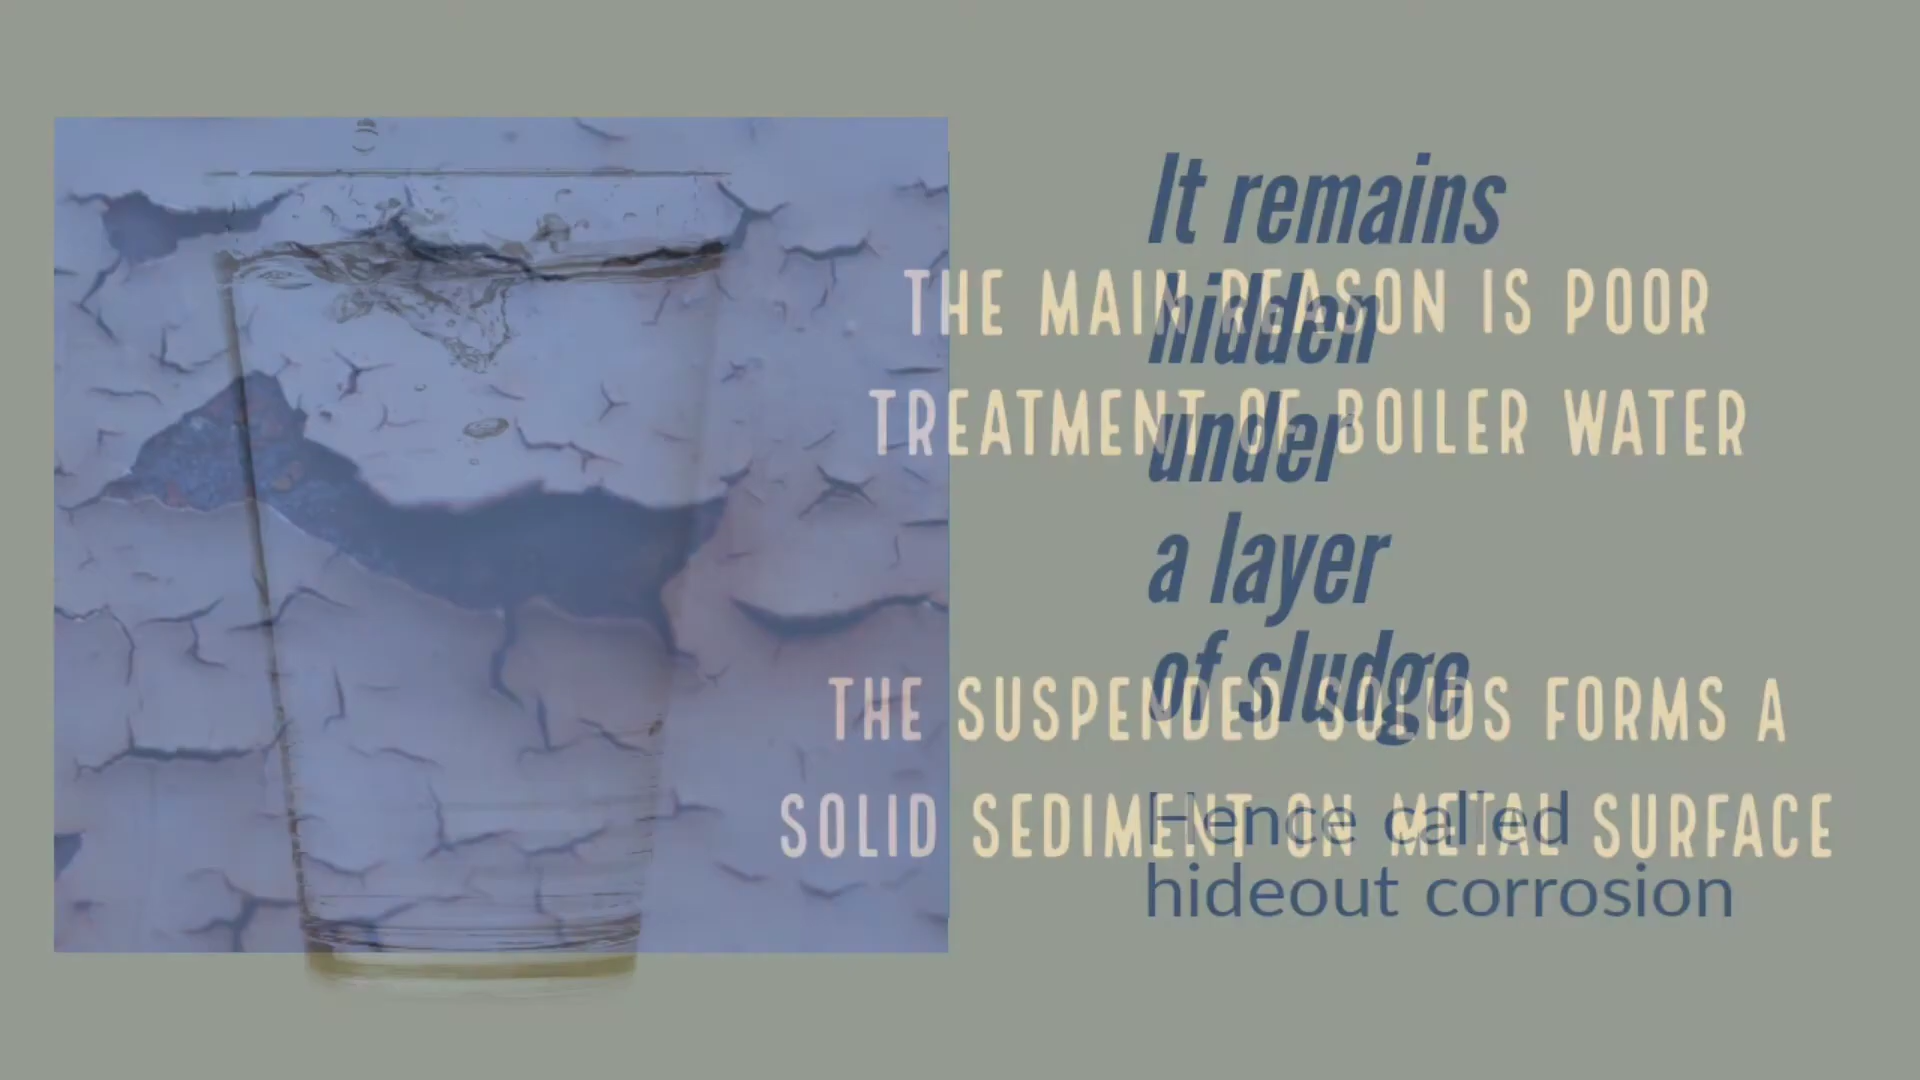 It remains
hidden
under
a layer
of sludge
Hence called
hideout corrosion
THE MAIN REASON IS POOR
TREATMENT OF BOILER WATER
THE SUSPENDED SOLIDS FORMS A
SOLID SEDIMENT ON METAL SURFACE